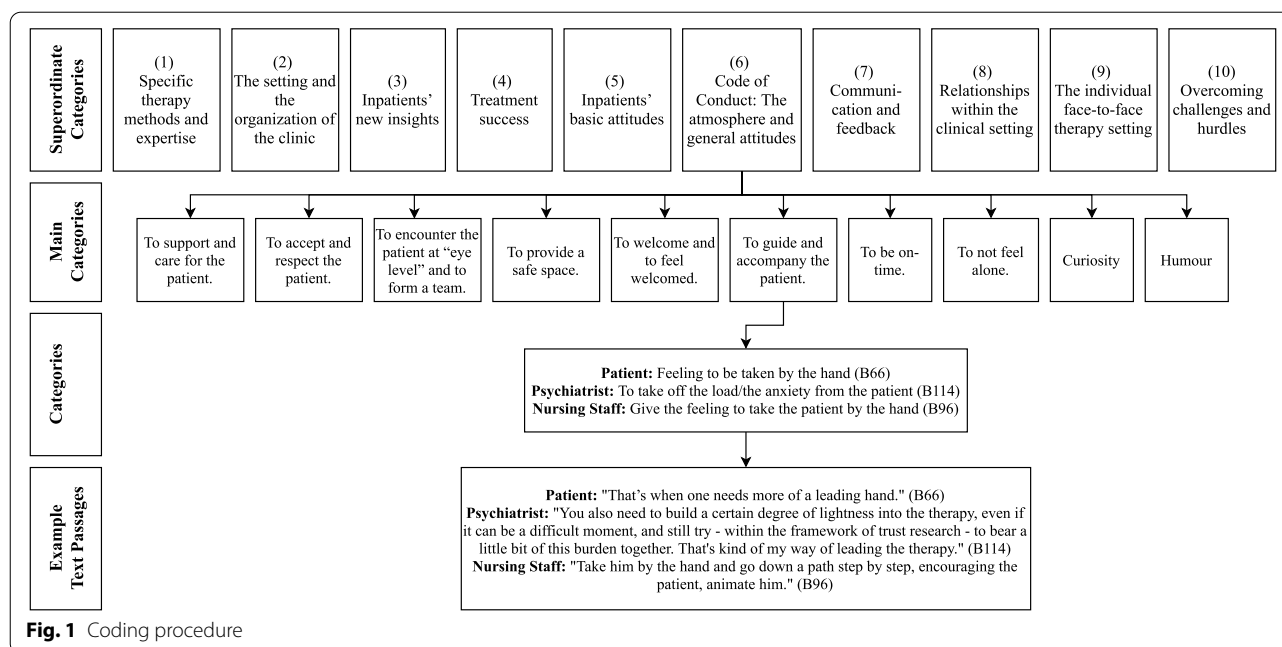 Superordinate
Categories
(1)
Specific
therapy
methods and
expertise
(2)
The setting and
the
organization of
the clinic
(3)
Inpatients'
new insights
(4)
Treatment
success
(5)
Inpatients'
basic attitudes
(6)
Code of
Conduct: The
atmosphere and
general attitudes
(7)
Communi-
cation and
feedback
(8)
Relationships
within the
clinical setting
(9)
The individual
face-to-face
therapy setting
(10)
Overcoming
challenges and
hurdles
Main
Categories
To support and
care for the
patient.
To accept and
respect the
patient.
To encounter the
patient at “eye
level” and to
form a team.
To provide a
safe space.
To welcome and
to feel
welcomed.
To guide and
accompany the
patient.
To be on-
time.
To not feel
alone.
Curiosity
Humour
Categories
Patient: Feeling to be taken by the hand (B66)
Psychiatrist: To take off the load/the anxiety from the patient (B114)
Nursing Staff: Give the feeling to take the patient by the hand (B96)
Example
Text Passages
Patient: "That’s when one needs more of a leading hand." (B66)
Psychiatrist: "You also need to build a certain degree of lightness into the therapy, even if
it can be a difficult moment, and still try - within the framework of trust research - to bear a
little bit of this burden together. That's kind of my way of leading the therapy." (B114)
Nursing Staff: "Take him by the hand and go down a path step by step, encouraging the
patient, animate him." (B96)
Fig. 1 Coding procedure